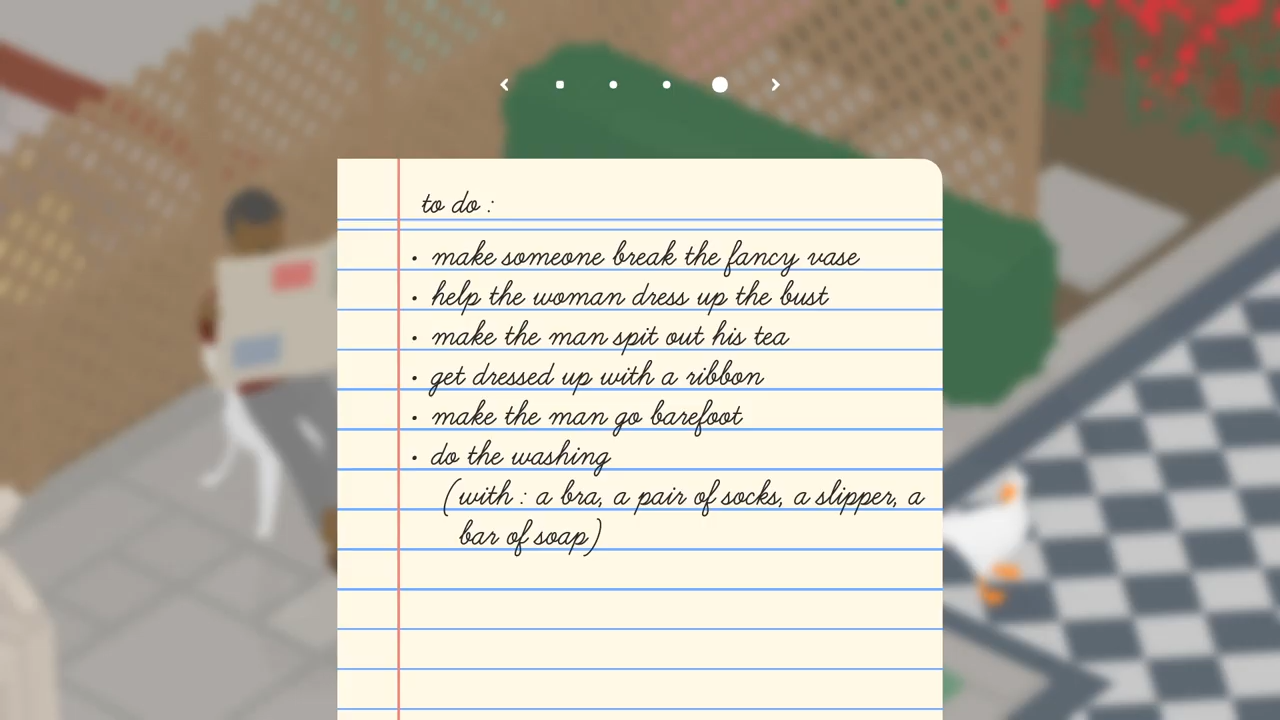 to do :
• make someone break the fancy vase
• help the woman dress up the bust
• make the man spit out his tea
• get dressed up with a ribbon
• make the man go barefoot
• do the washing
(with : a bra, a pair of socks, a slipper, a
bar of soap)